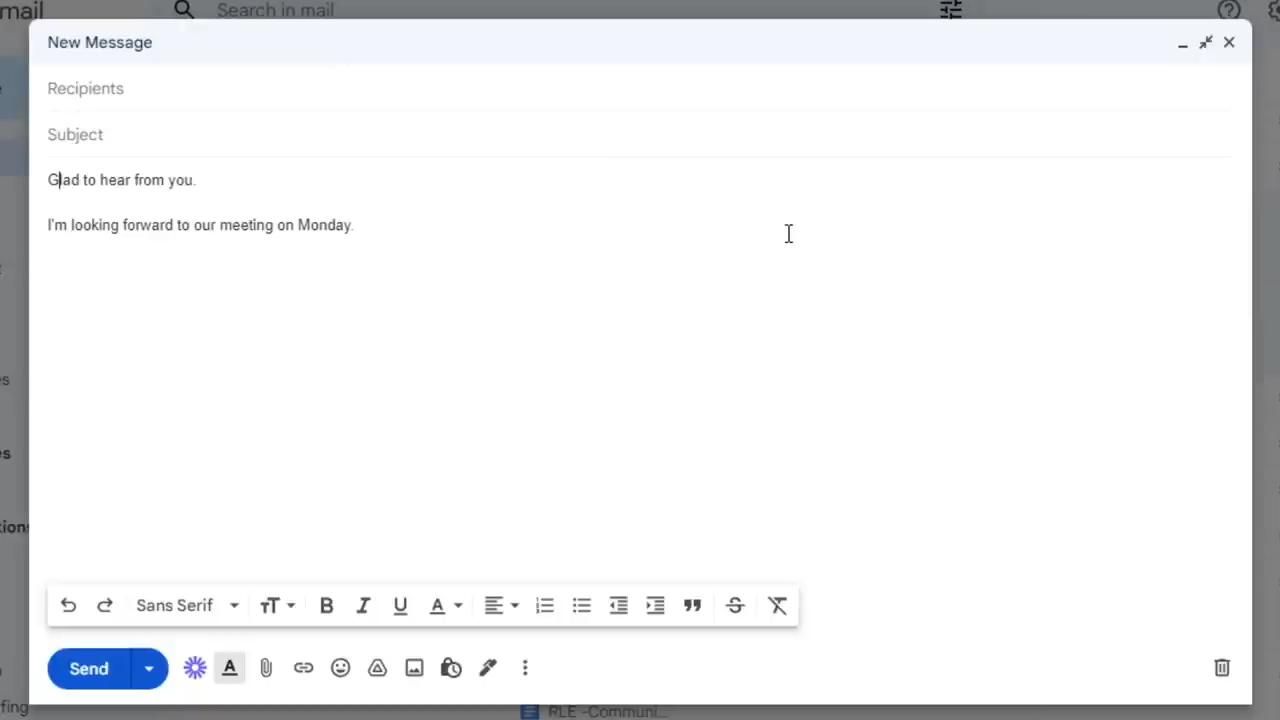 mail
Search in mail
New Message
Recipients
Subject
Glad to hear from you.
I'm looking forward to our meeting on Monday.
Sans Serif
Send
RLE -Communi...